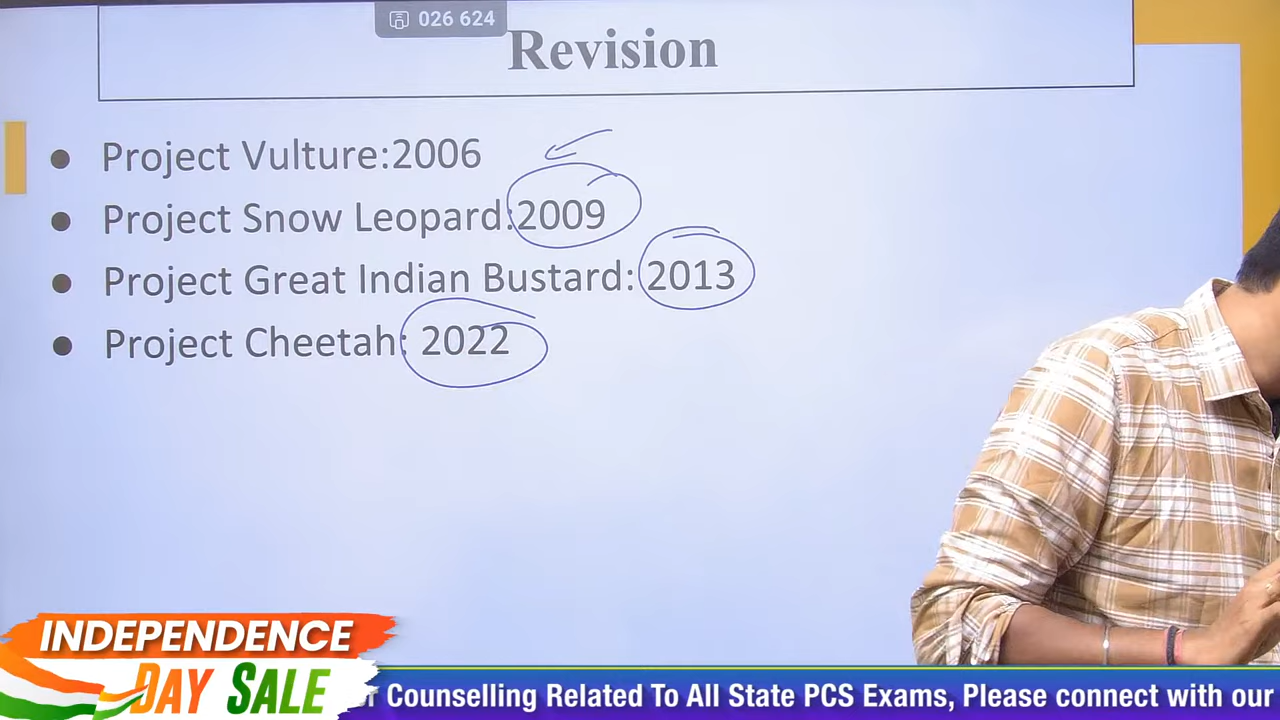 026 624
Revision
● Project Vulture:2006
● Project Snow Leopard:2009
● Project Great Indian Bustard: 2013
● Project Cheetah: 2022
INDEPENDENCE
DAY SALE
r Counselling Related To All State PCS Exams, Please connect with our